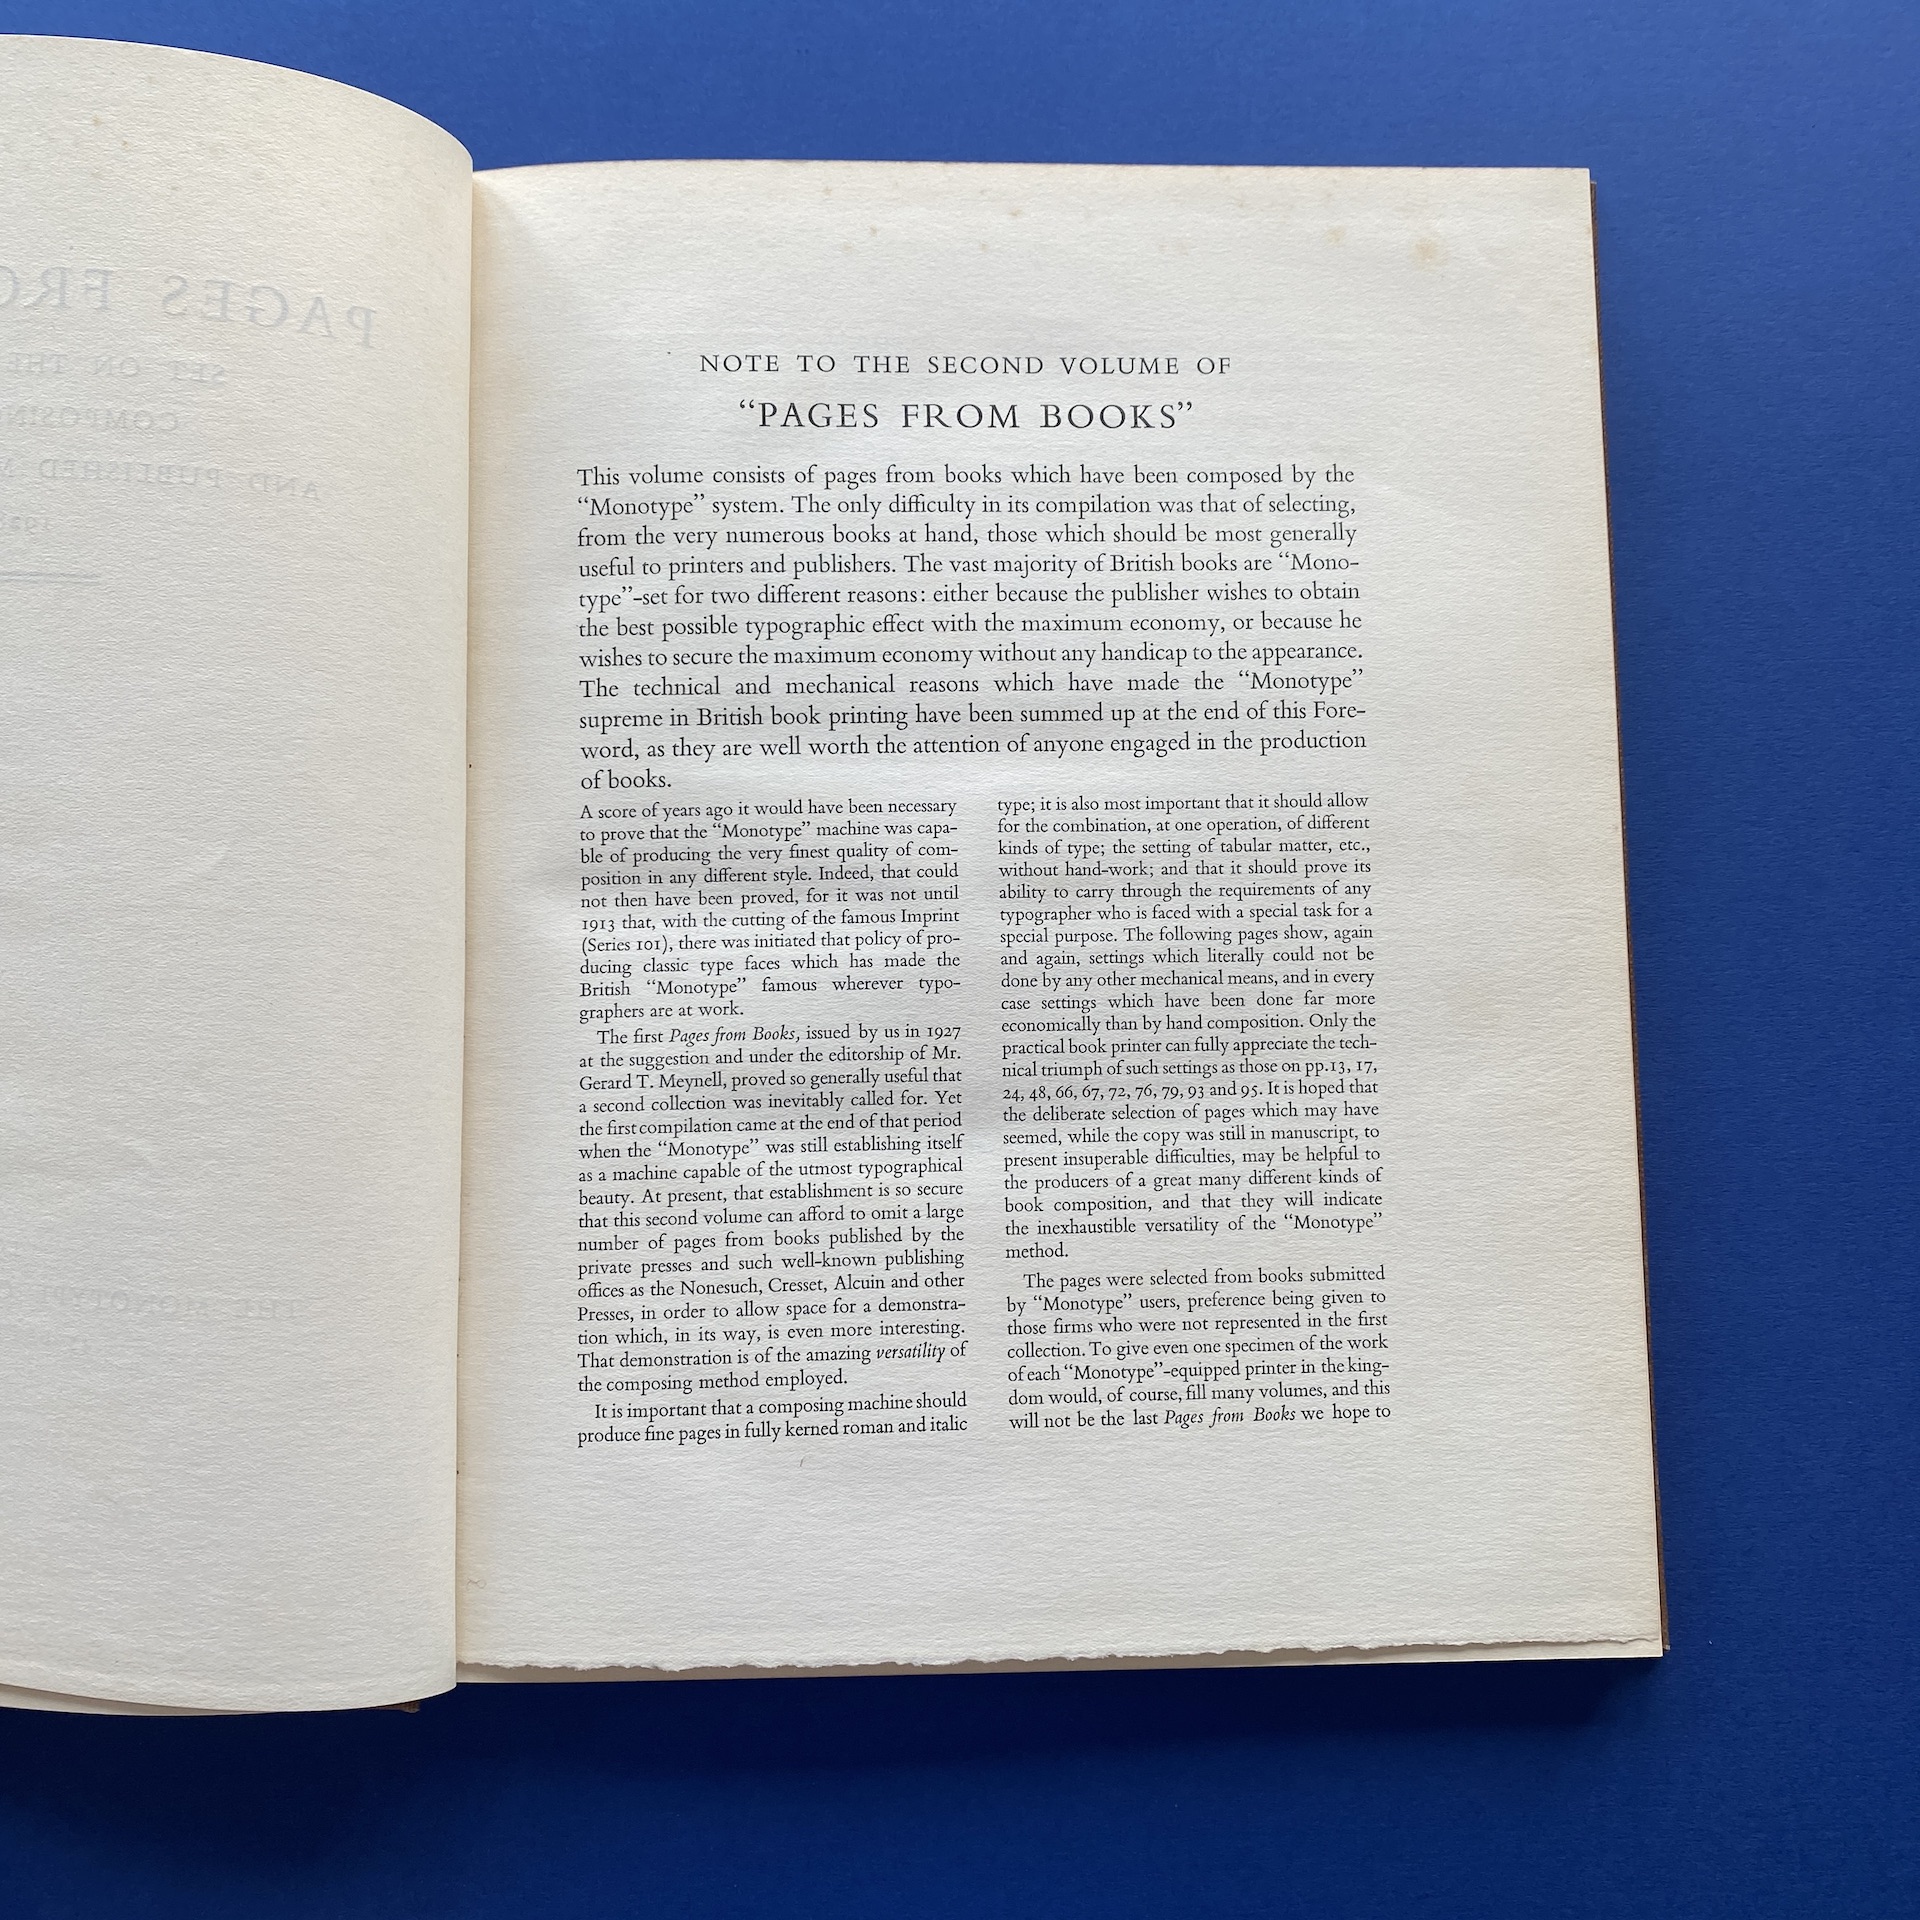 NOTE TO THE SECOND VOLUME OF
“PAGES FROM BOOKS”
This volume consists of pages from books which have been composed by the
“Monotype” system. The only difficulty in its compilation was that of selecting,
from the very numerous books at hand, those which should be most generally
useful to printers and publishers. The vast majority of British books are “Mono-
type”-set for two different reasons: either because the publisher wishes to obtain
the best possible typographic effect with the maximum economy, or because he
wishes to secure the maximum economy without any handicap to the appearance.
The technical and mechanical reasons which have made the “Monotype”
supreme in British book printing have been summed up at the end of this Fore-
word, as they are well worth the attention of anyone engaged in the production
of books.
A score of years ago it would have been necessary
to prove that the “Monotype” machine was capa-
ble of producing the very finest quality of com-
position in any different style. Indeed, that could
not then have been proved, for it was not until
1913 that, with the cutting of the famous Imprint
(Series 101), there was initiated that policy of pro-
ducing classic type faces which has made the
British “Monotype” famous wherever typo-
graphers are at work.
The first Pages from Books, issued by us in 1927
at the suggestion and under the editorship of Mr.
Gerard T. Meynell, proved so generally useful that
a second collection was inevitably called for. Yet
the first compilation came at the end of that period
when the “Monotype” was still establishing itself
as a machine capable of the utmost typographical
beauty. At present, that establishment is so secure
that this second volume can afford to omit a large
number of pages from books published by the
private presses and such well-known publishing
offices as the Nonesuch, Cresset, Alcuin and other
Presses, in order to allow space for a demonstra-
tion which, in its way, is even more interesting.
That demonstration is of the amazing versatility of
the composing method employed.
It is important that a composing machine should
produce fine pages in fully kerned roman and italic
type; it is also most important that it should allow
for the combination, at one operation, of different
kinds of type; the setting of tabular matter, etc.,
without hand-work; and that it should prove its
ability to carry through the requirements of any
typographer who is faced with a special task for a
special purpose. The following pages show, again
and again, settings which literally could not be
done by any other mechanical means, and in every
case settings which have been done far more
economically than by hand composition. Only the
practical book printer can fully appreciate the tech-
nical triumph of such settings as those on pp.13, 17,
24, 48, 66, 67, 72, 76, 79, 93 and 95. It is hoped that
the deliberate selection of pages which may have
seemed, while the copy was still in manuscript, to
present insuperable difficulties, may be helpful to
the producers of a great many different kinds of
book composition, and that they will indicate
the inexhaustible versatility of the “Monotype”
method.
The pages were selected from books submitted
by “Monotype” users, preference being given to
those firms who were not represented in the first
collection. To give even one specimen of the work
of each “Monotype”-equipped printer in the king-
dom would, of course, fill many volumes, and this
will not be the last Pages from Books we hope to